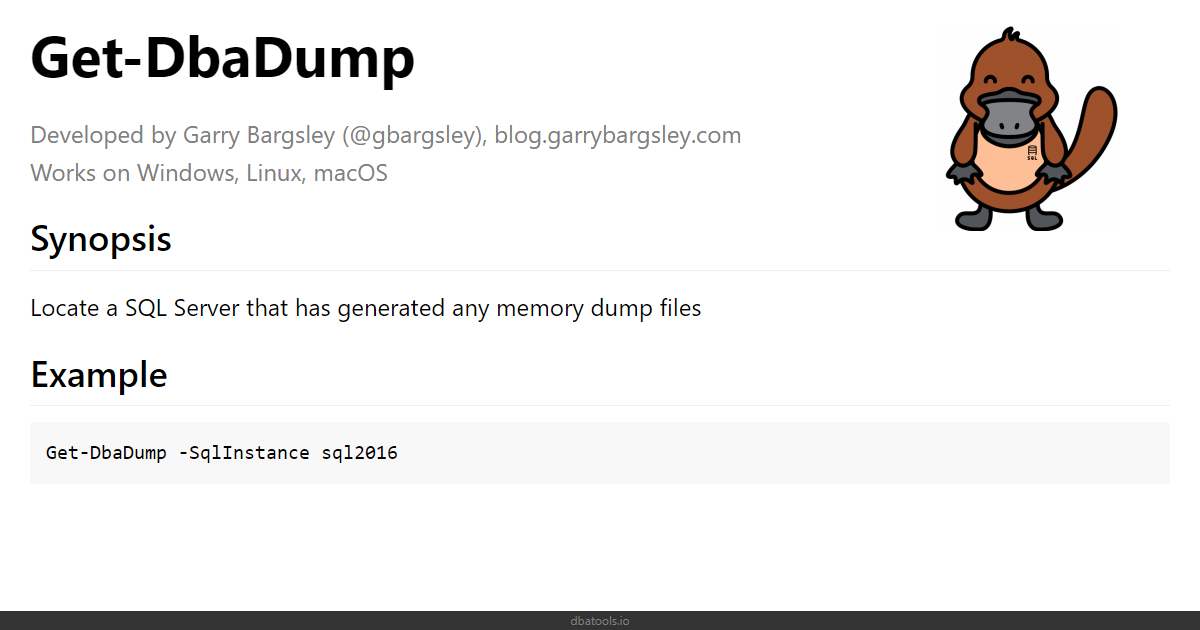 Get-DbaDump
Developed by Garry Bargsley (@gbargsley), blog.garrybargsley.com
Works on Windows, Linux, macOS
SQL
Synopsis
Locate a SQL Server that has generated any memory dump files
Example
Get-DbaDump -SqlInstance sql2016
dbatools.io